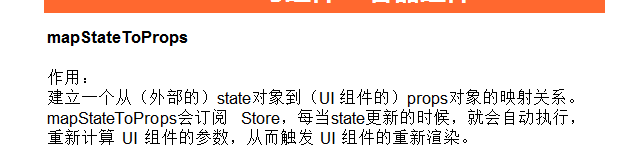 mapStateToProps
作用：
建立一个从（外部的）state对象到（UI 组件的）props对象的映射关系。
mapStateToProps会订阅 Store，每当state更新的时候，就会自动执行，
重新计算 UI 组件的参数，从而触发 UI 组件的重新渲染。